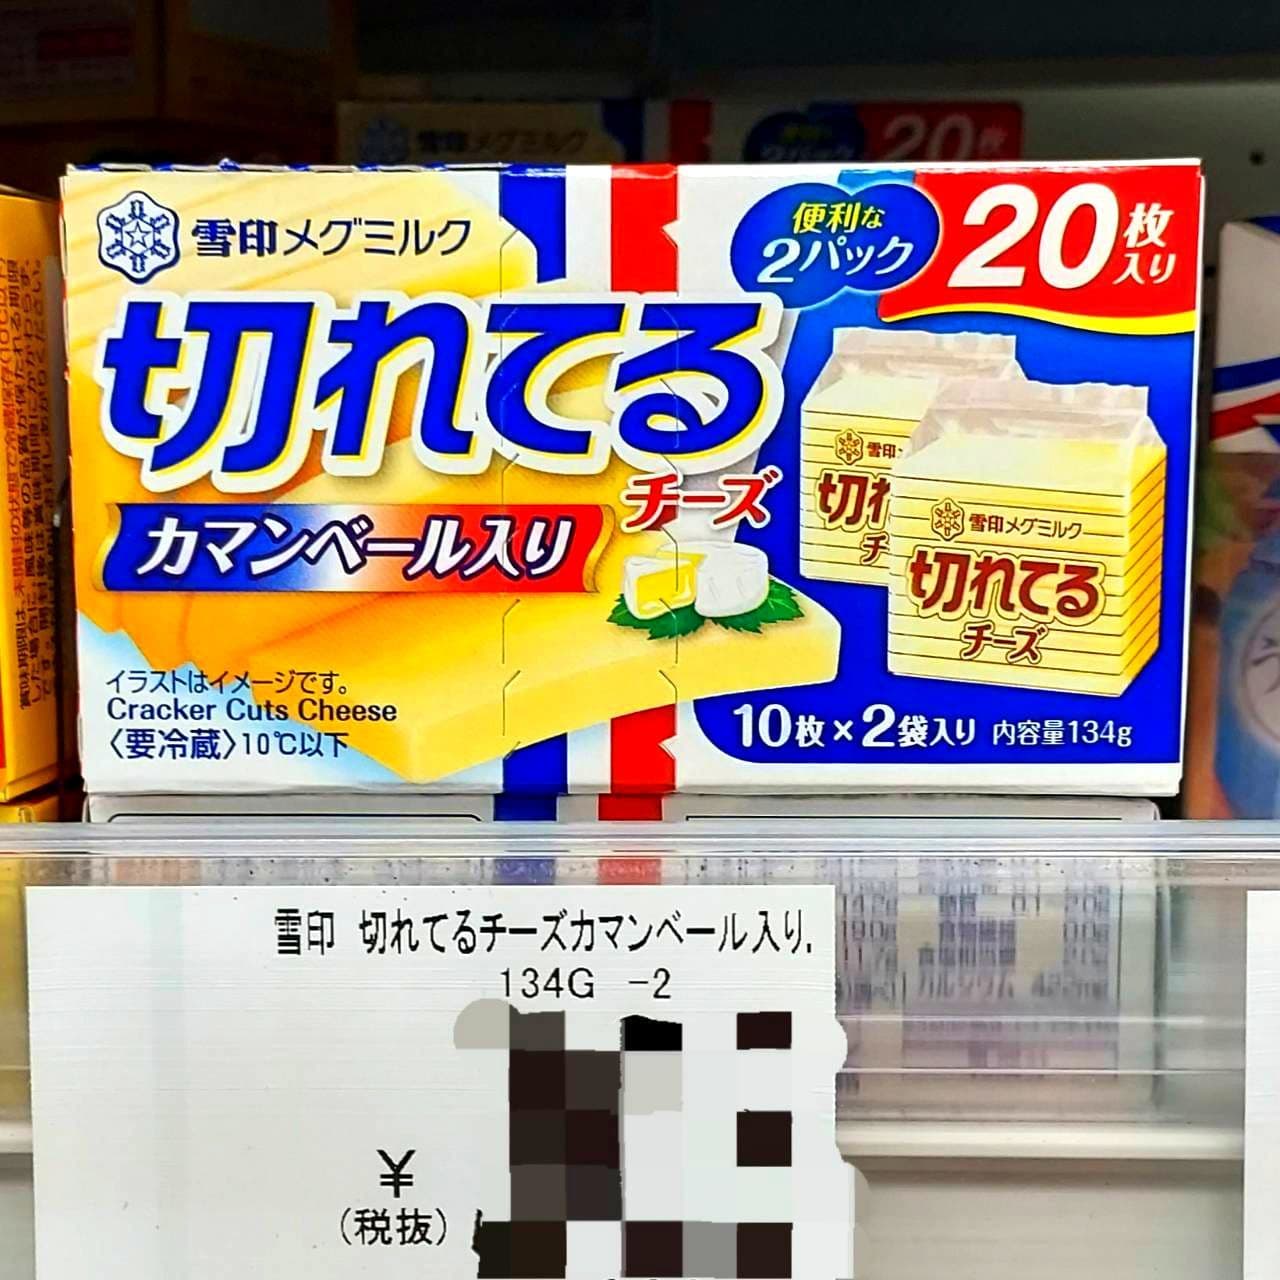 雪印メグミルク
切れてる
チーズ
カマンベール入り
便利な
2パック
20枚
入り
雪印メグミルク
切れてる
チーズ
10枚×2袋入り 内容量134g
イラストはイメージです。
Cracker Cuts Cheese
〈要冷蔵〉10℃以下
雪印 切れてるチーズカマンベール入り.
134G -2
¥
(税抜)